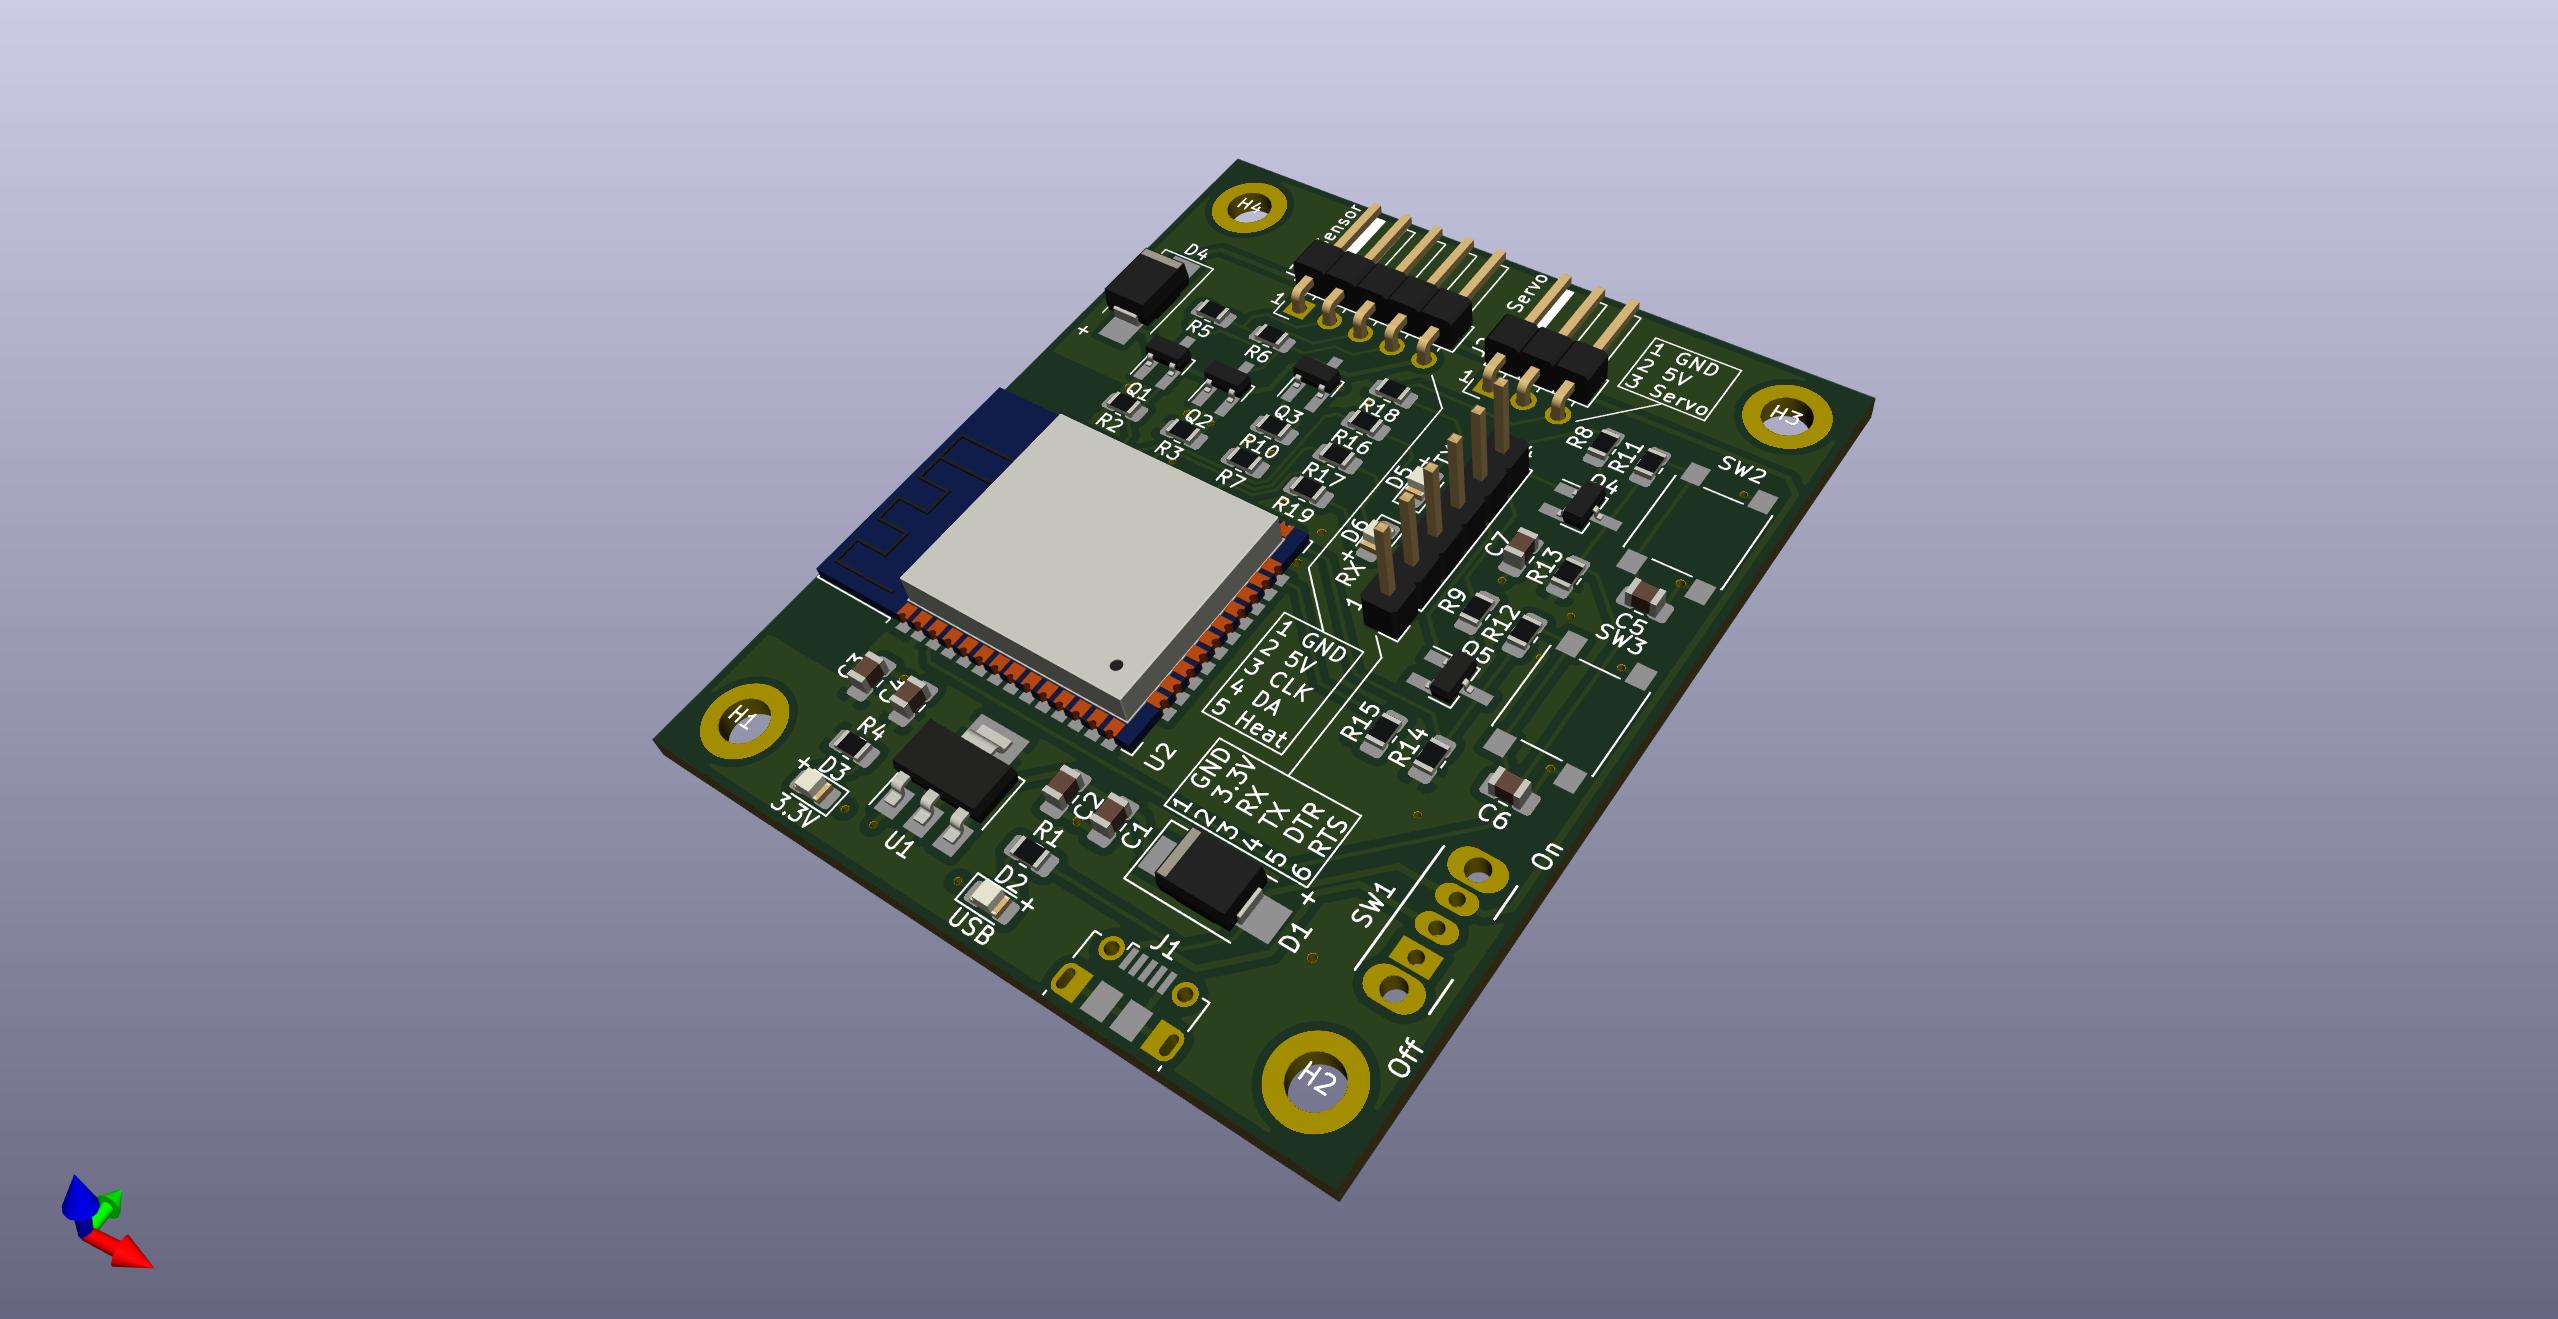 H4
D4
+
R5
R6
1
Servo
1
1 GND
2 5V
3 Servo
H3
Q1
R2
Q2
R3
Q3
R10
R7
R18
R16
R17
R19
D5
D6
+
RX
1
R8
R11
SW2
C7
R13
R9
R12
C5
SW3
R15
R14
C6
1 GND
2 5V
3 CLK
4 DA
5 Heat
1 GND
2 3.3V
3 RX
4 TX
5 DTR
6 RTS
U2
C4
H1
R4
+
D3
3.3V
U1
C2
C1
R1
D2
+
USB
+
D1
J1
SW1
On
Off
H2